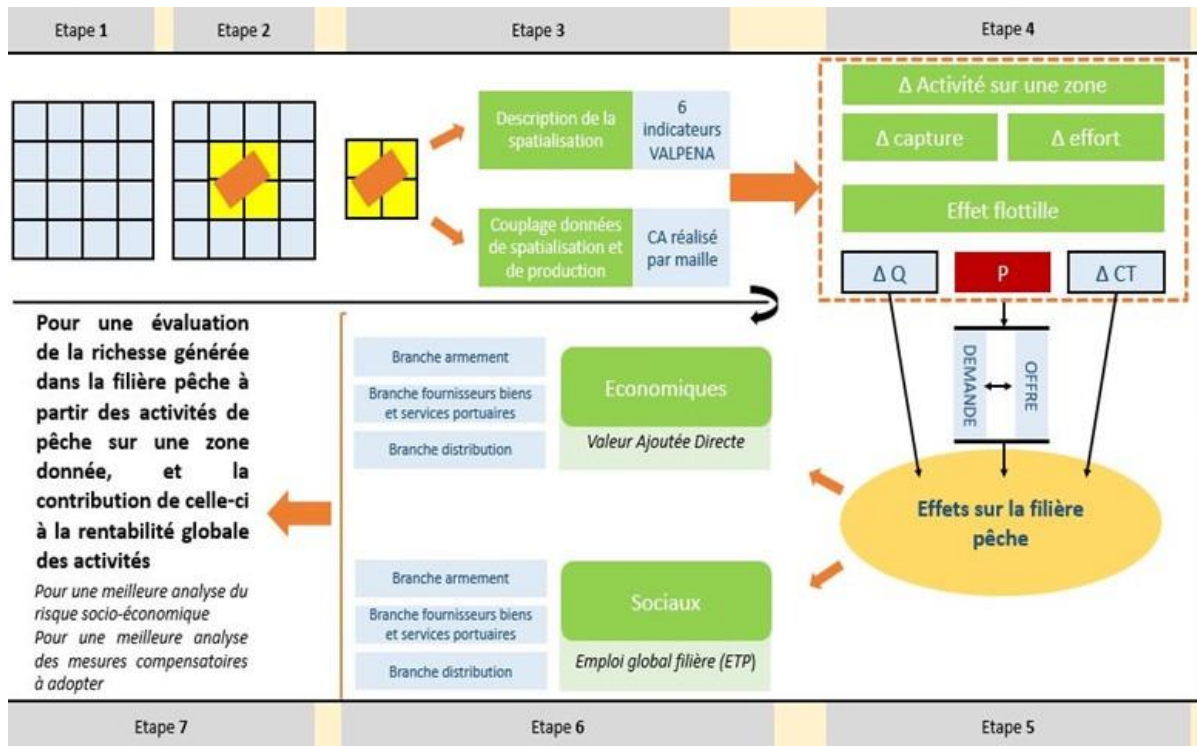 Etape 1
Etape 2
Etape 3
Etape 4
Description de la
spatialisation
6
indicateurs
VALPENA
Couplage données
de spatialisation et
de production
CA réalisé
par maille
Δ Activité sur une zone
Δ capture
Δ effort
Effet flottille
Δ Q
P
Δ CT
DEMANDE
OFFRE
Effets sur la filière
pêche
Branche armement
Branche fournisseurs biens
et services portuaires
Branche distribution
Economiques
Valeur Ajoutée Directe
Branche armement
Branche fournisseurs biens
et services portuaires
Branche distribution
Sociaux
Emploi global filière (ETP)
Pour une évaluation
de la richesse générée
dans la filière pêche à
partir des activités de
pêche sur une zone
donnée, et la
contribution de celle-ci
à la rentabilité globale
des activités
Pour une meilleure analyse du
risque socio-économique
Pour une meilleure analyse
des mesures compensatoires
à adopter
Etape 7
Etape 6
Etape 5